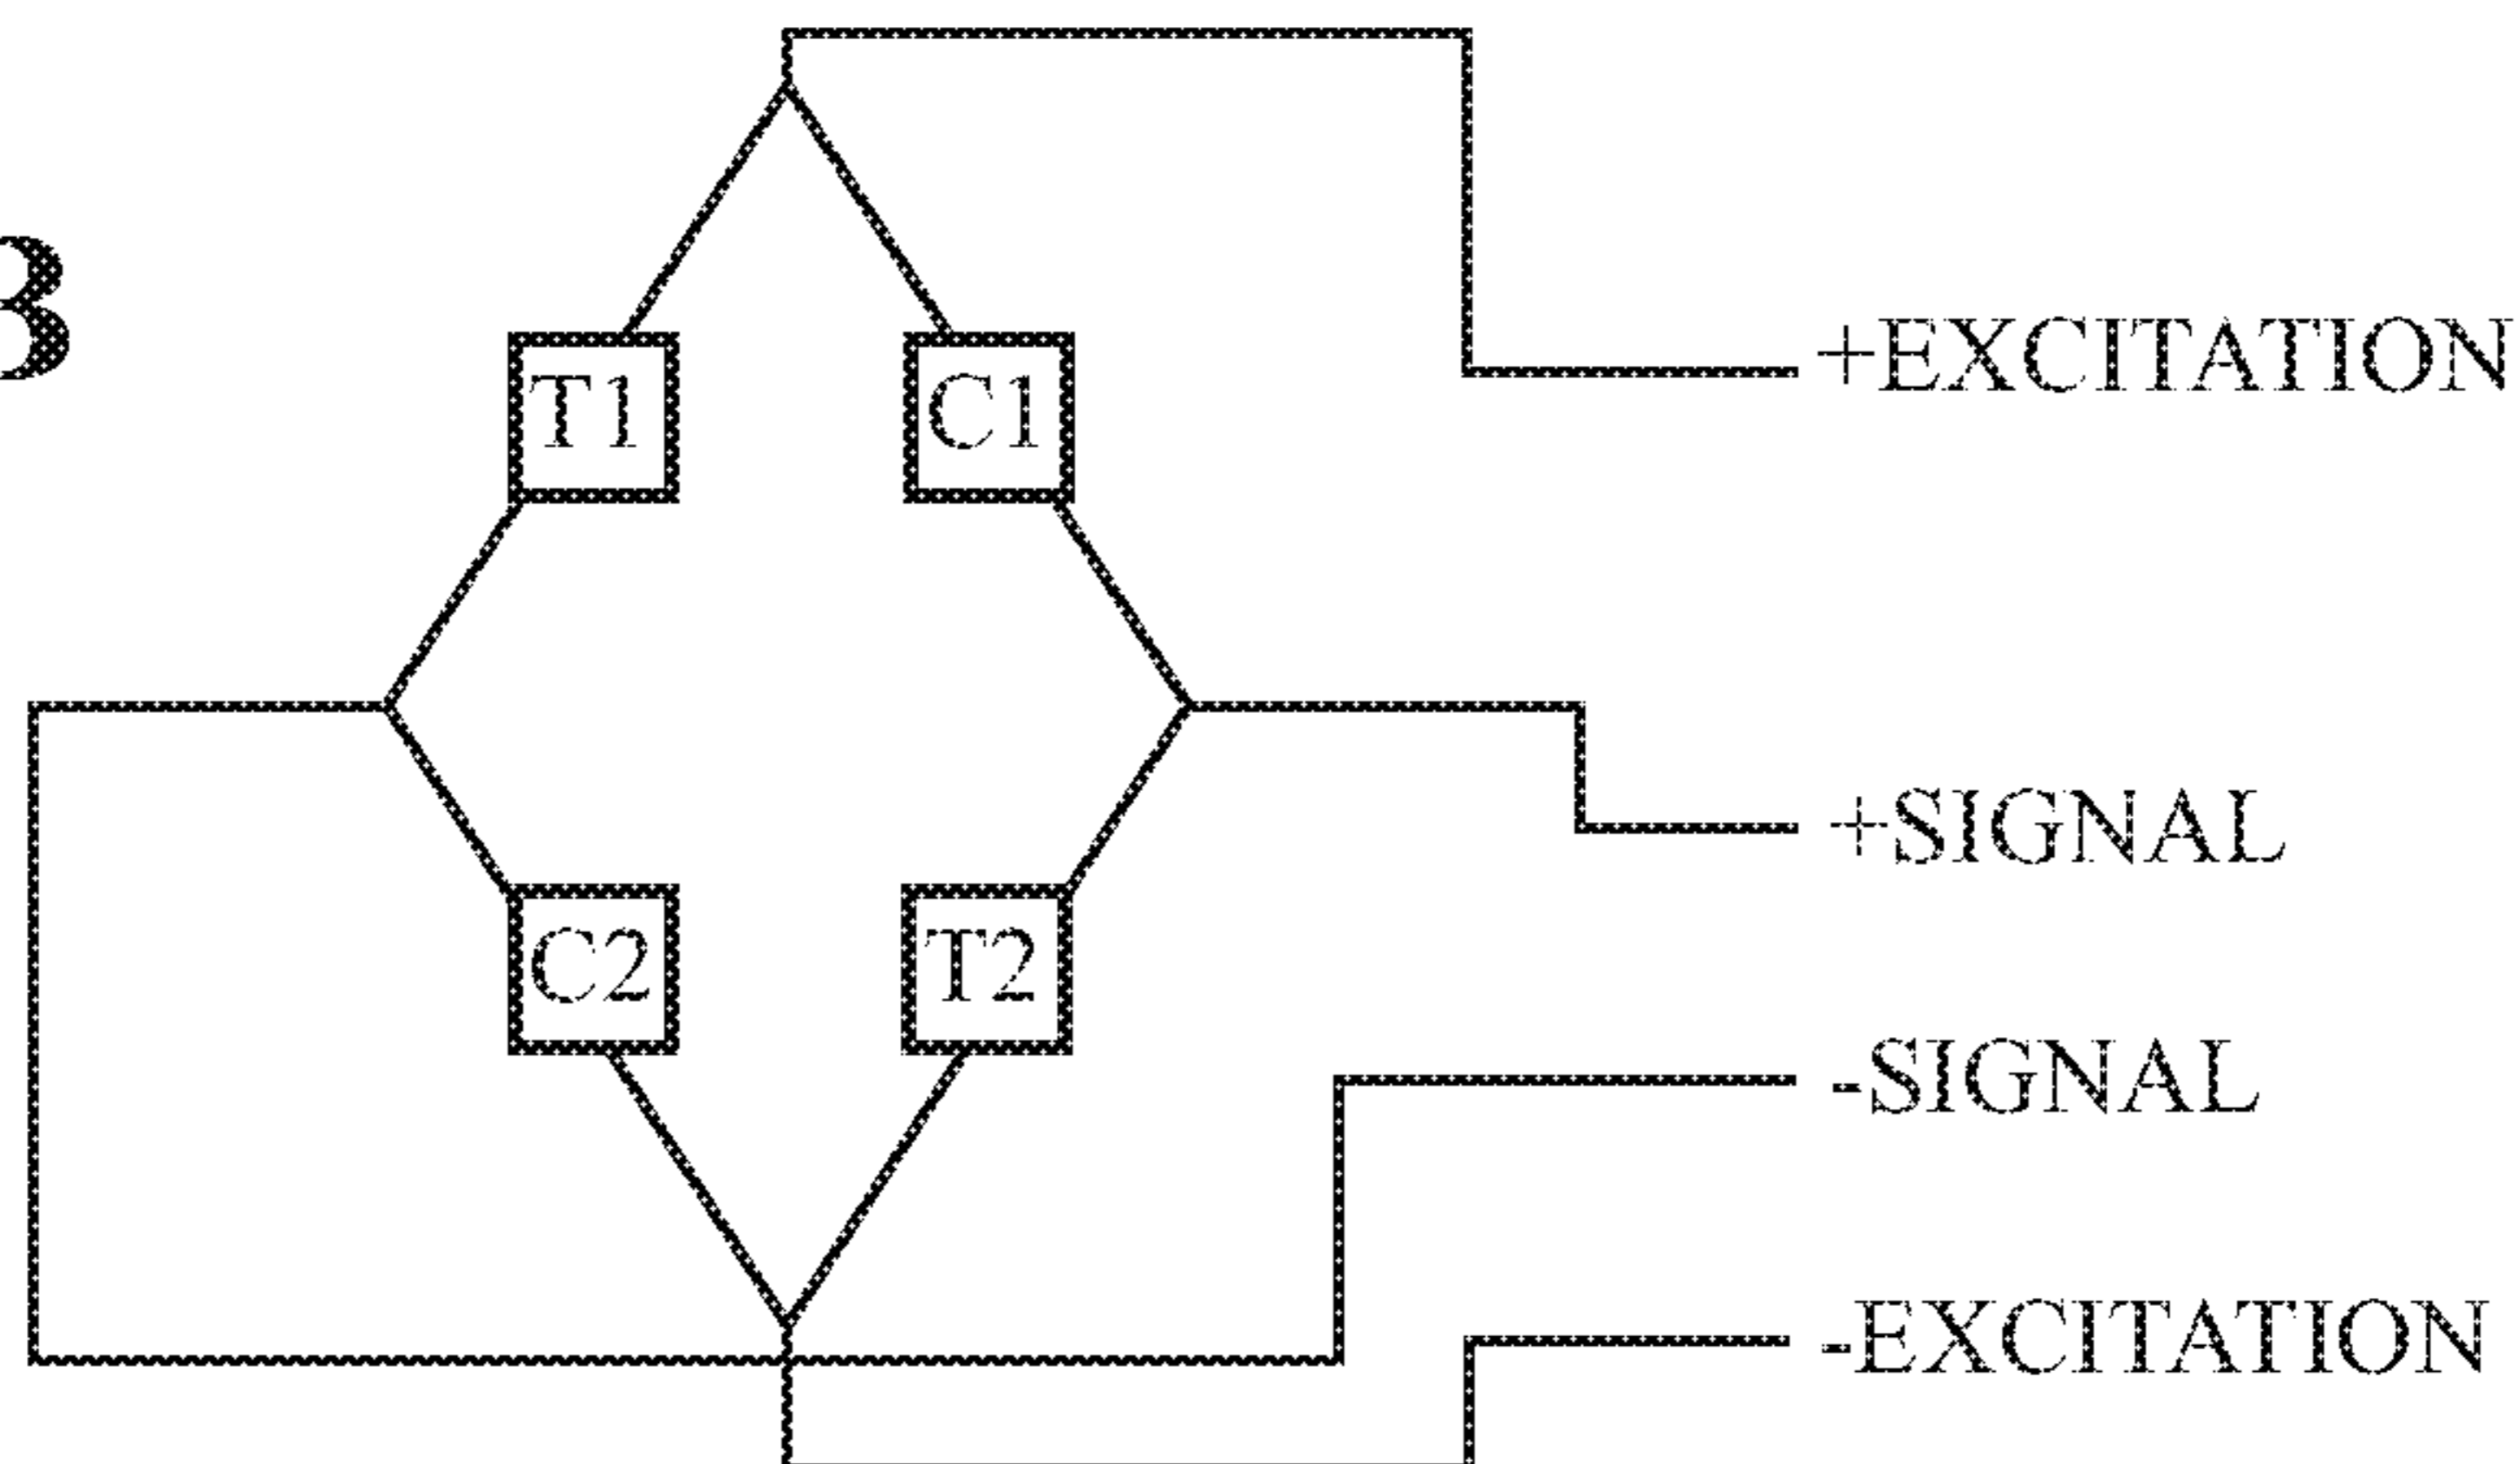 3
+EXCITATION
T1 C1
+SIGNAL
C2 T2
-SIGNAL
-EXCITATION